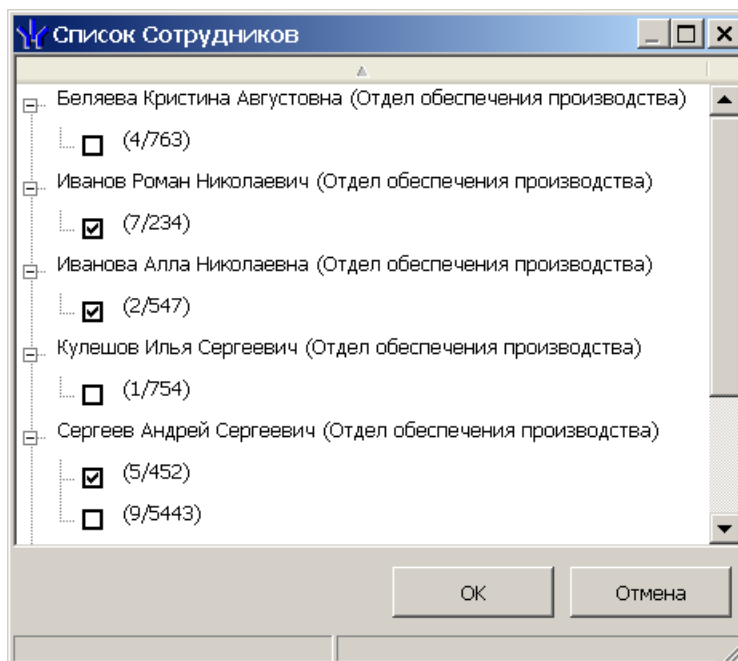 Список Сотрудников
Беляева Кристина Августовна (Отдел обеспечения производства)
(4/763)
Иванов Роман Николаевич (Отдел обеспечения производства)
(7/234)
Иванова Алла Николаевна (Отдел обеспечения производства)
(2/547)
Кулешов Илья Сергеевич (Отдел обеспечения производства)
(1/754)
Сергеев Андрей Сергеевич (Отдел обеспечения производства)
(5/452)
(9/5443)
ОК Отмена